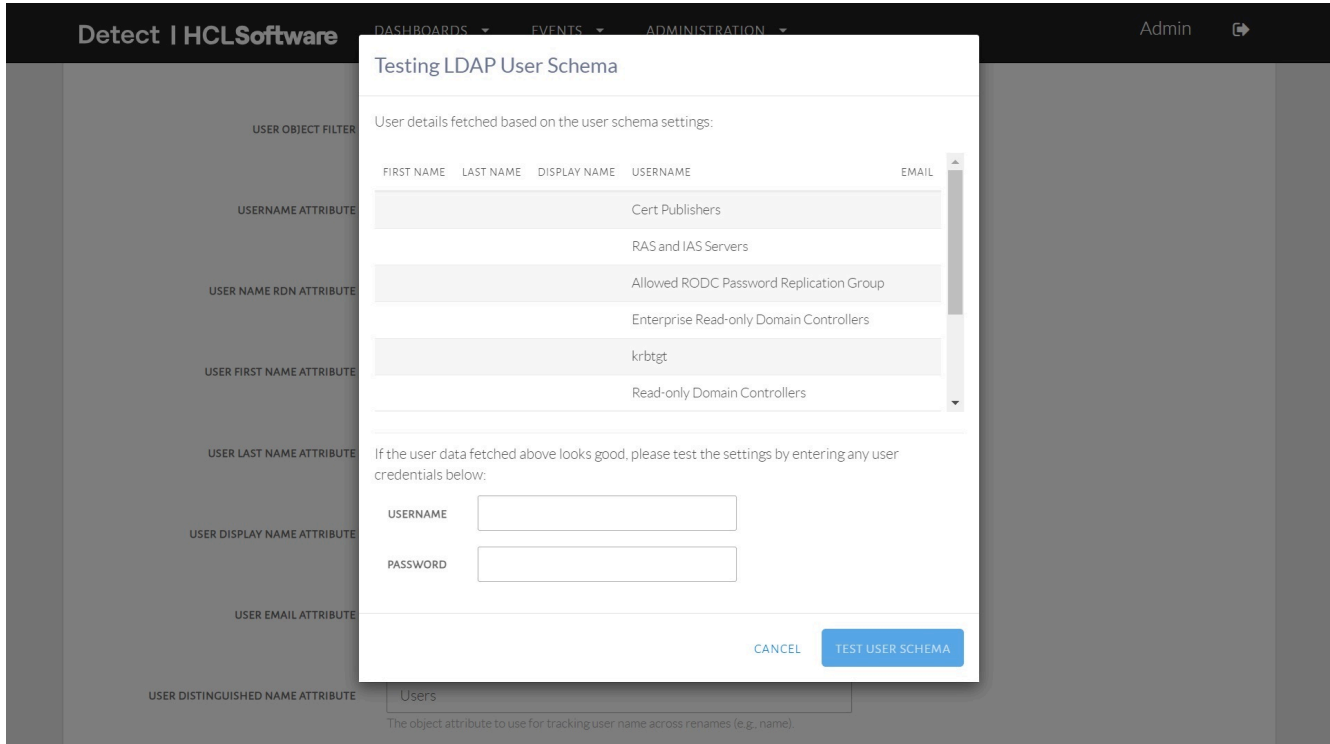 Detect | HCLSoftware
DASHBOARDS EVENTS ADMINISTRATION
Admin
Testing LDAP User Schema
User details fetched based on the user schema settings:
FIRST NAME LAST NAME DISPLAY NAME USERNAME EMAIL
Cert Publishers
RAS and IAS Servers
Allowed RODC Password Replication Group
Enterprise Read-only Domain Controllers
krbtgt
Read-only Domain Controllers
If the user data fetched above looks good, please test the settings by entering any user
credentials below:
USERNAME
PASSWORD
CANCEL TEST USER SCHEMA
USER OBJECT FILTER
USERNAME ATTRIBUTE
USER NAME RDN ATTRIBUTE
USER FIRST NAME ATTRIBUTE
USER LAST NAME ATTRIBUTE
USER DISPLAY NAME ATTRIBUTE
USER EMAIL ATTRIBUTE
USER DISTINGUISHED NAME ATTRIBUTE Users
The object attribute to use for tracking user name across renames (e.g., name).